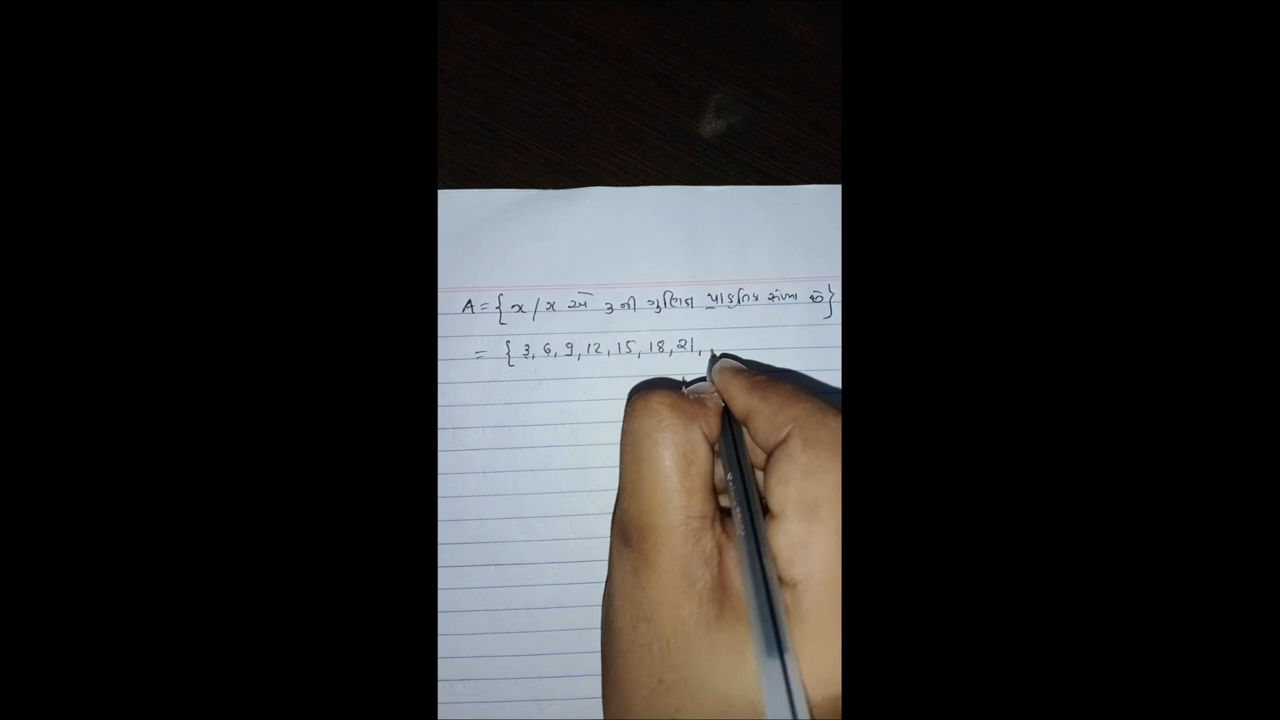 A = { x / x એ 3 ની ગુણિત પ્રાકૃતિક સંખ્યા છે }
= { 3, 6, 9, 12, 15, 18, 21, .